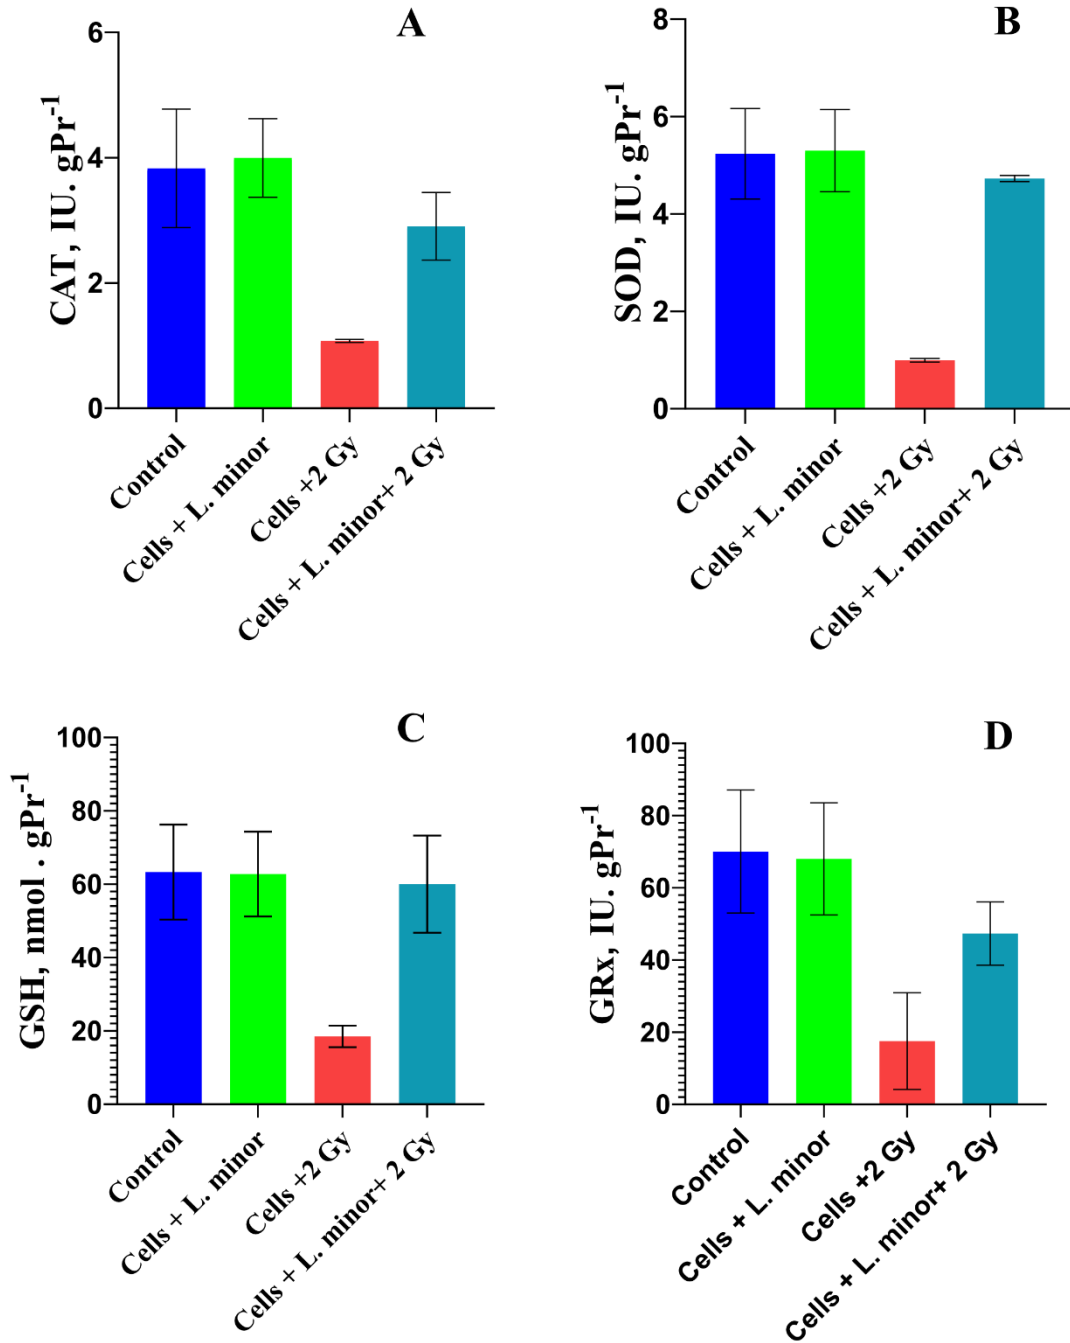 A
CAT, IU. gPr-1
6
4
2
0
Control
Cells + L. minor
Cells +2 Gy
Cells + L. minor+ 2 Gy
B
SOD, IU. gPr-1
8
6
4
2
0
Control
Cells + L. minor
Cells +2 Gy
Cells + L. minor+ 2 Gy
C
GSH, nmol . gPr-1
100
80
60
40
20
0
Control
Cells + L. minor
Cells +2 Gy
Cells + L. minor+ 2 Gy
D
GRx, IU. gPr-1
100
80
60
40
20
0
Control
Cells + L. minor
Cells +2 Gy
Cells + L. minor+ 2 Gy